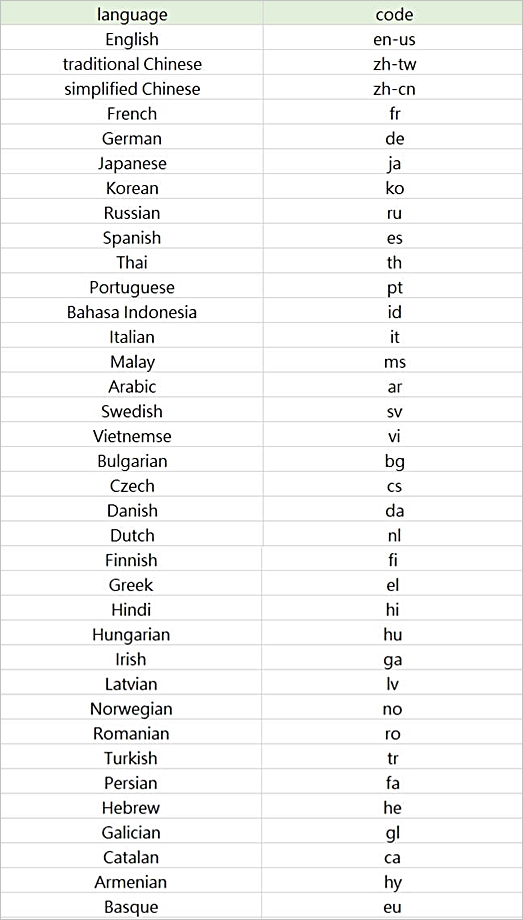 language code
English en-us
traditional Chinese zh-tw
simplified Chinese zh-cn
French fr
German de
Japanese ja
Korean ko
Russian ru
Spanish es
Thai th
Portuguese pt
Bahasa Indonesia id
Italian it
Malay ms
Arabic ar
Swedish sv
Vietnemse vi
Bulgarian bg
Czech cs
Danish da
Dutch nl
Finnish fi
Greek el
Hindi hi
Hungarian hu
Irish ga
Latvian lv
Norwegian no
Romanian ro
Turkish tr
Persian fa
Hebrew he
Galician gl
Catalan ca
Armenian hy
Basque eu